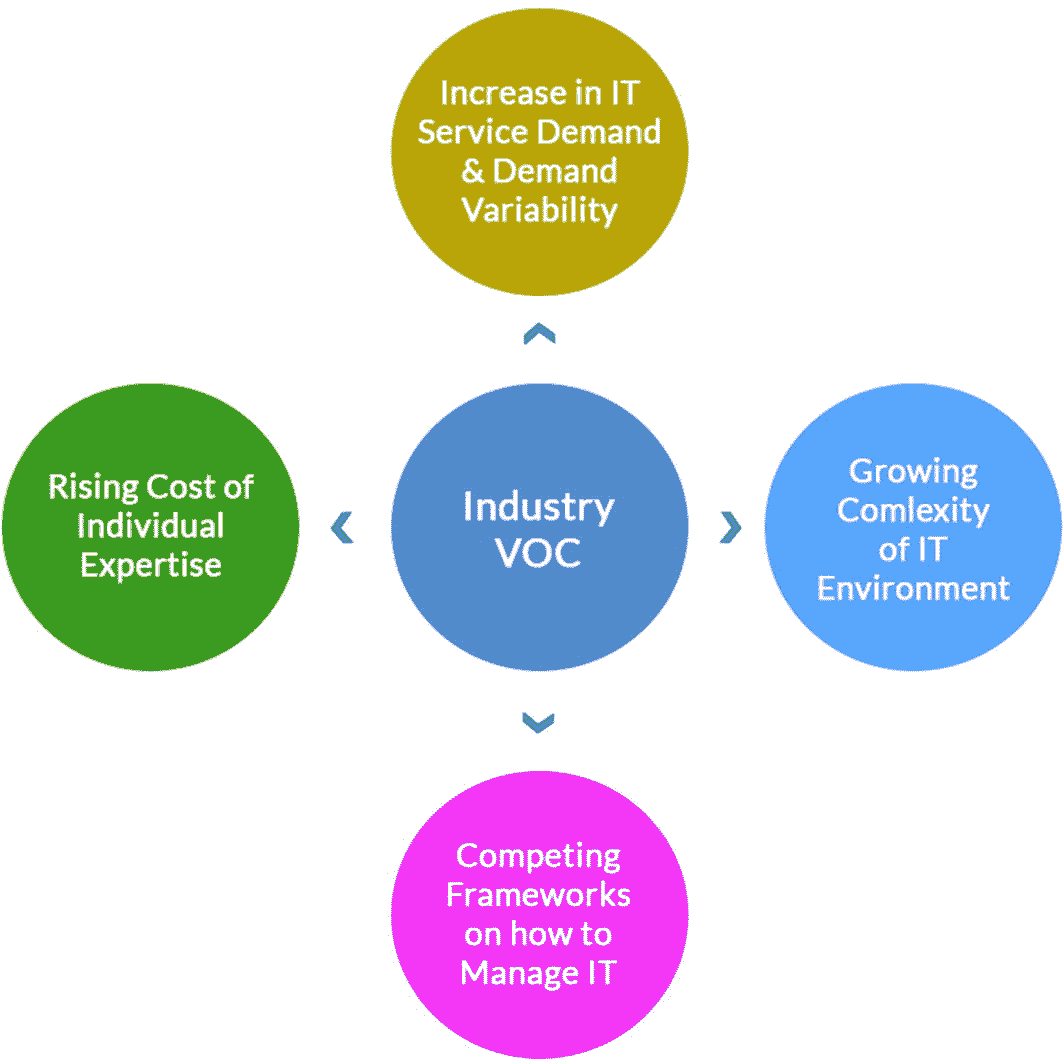 Increase in IT
Service Demand
& Demand
Variability
Rising Cost of
Individual
Expertise
Industry
VOC
Growing
Comlexity
of IT
Environment
Competing
Frameworks
on how to
Manage IT